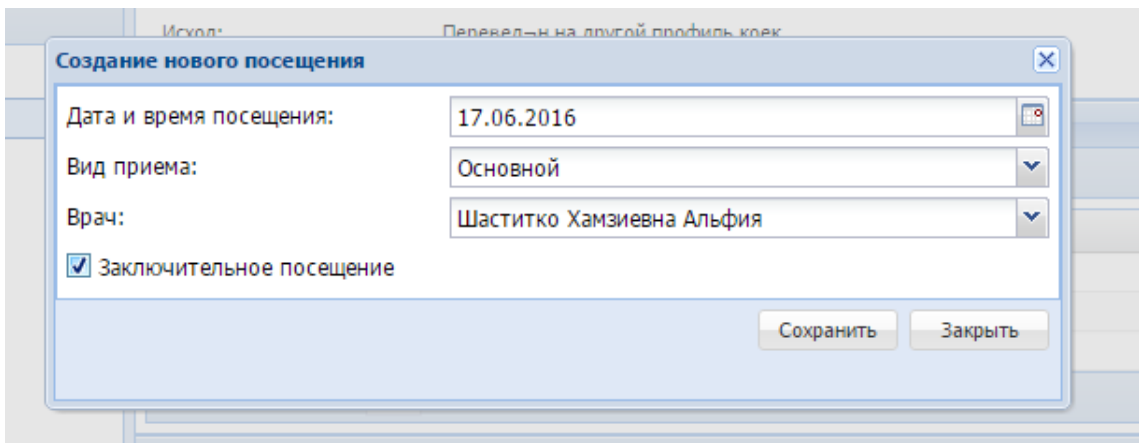 Исход: Перевед¬н на другой профиль коек
Создание нового посещения
Дата и время посещения: 17.06.2016
Вид приема: Основной
Врач: Шаститко Хамзиевна Альфия
Заключительное посещение
Сохранить Закрыть